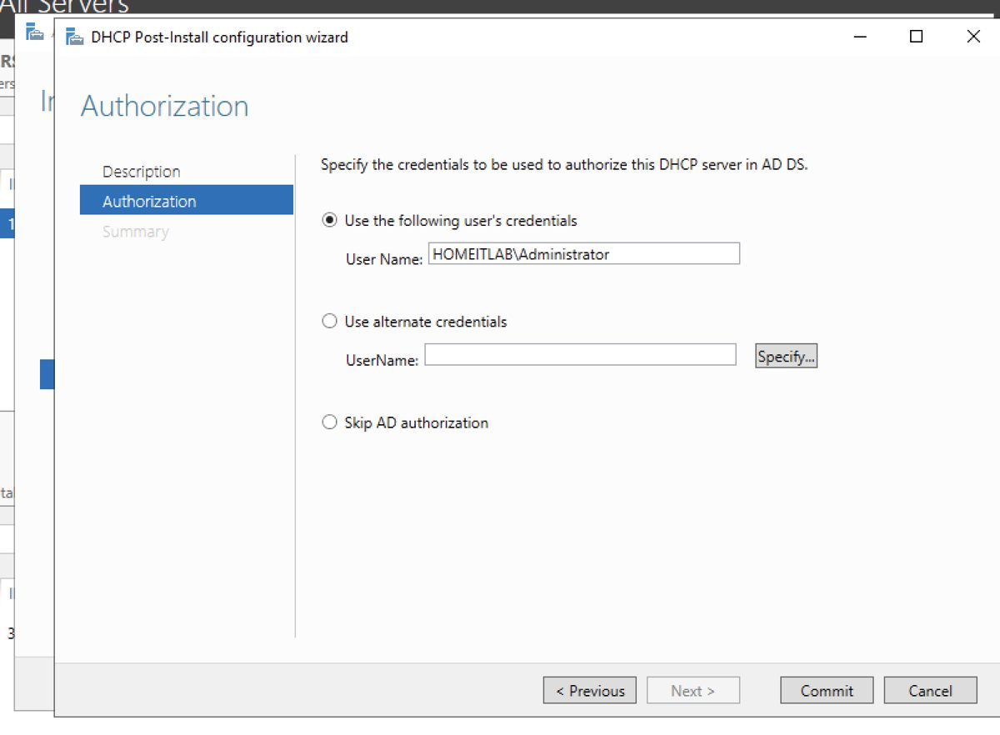 All Servers
DHCP Post-Install configuration wizard
Authorization
Description
Authorization
Summary
Specify the credentials to be used to authorize this DHCP server in AD DS.
Use the following user's credentials
User Name: HOMEITLAB\Administrator
Use alternate credentials
UserName:
Specify...
Skip AD authorization
< Previous
Next >
Commit
Cancel